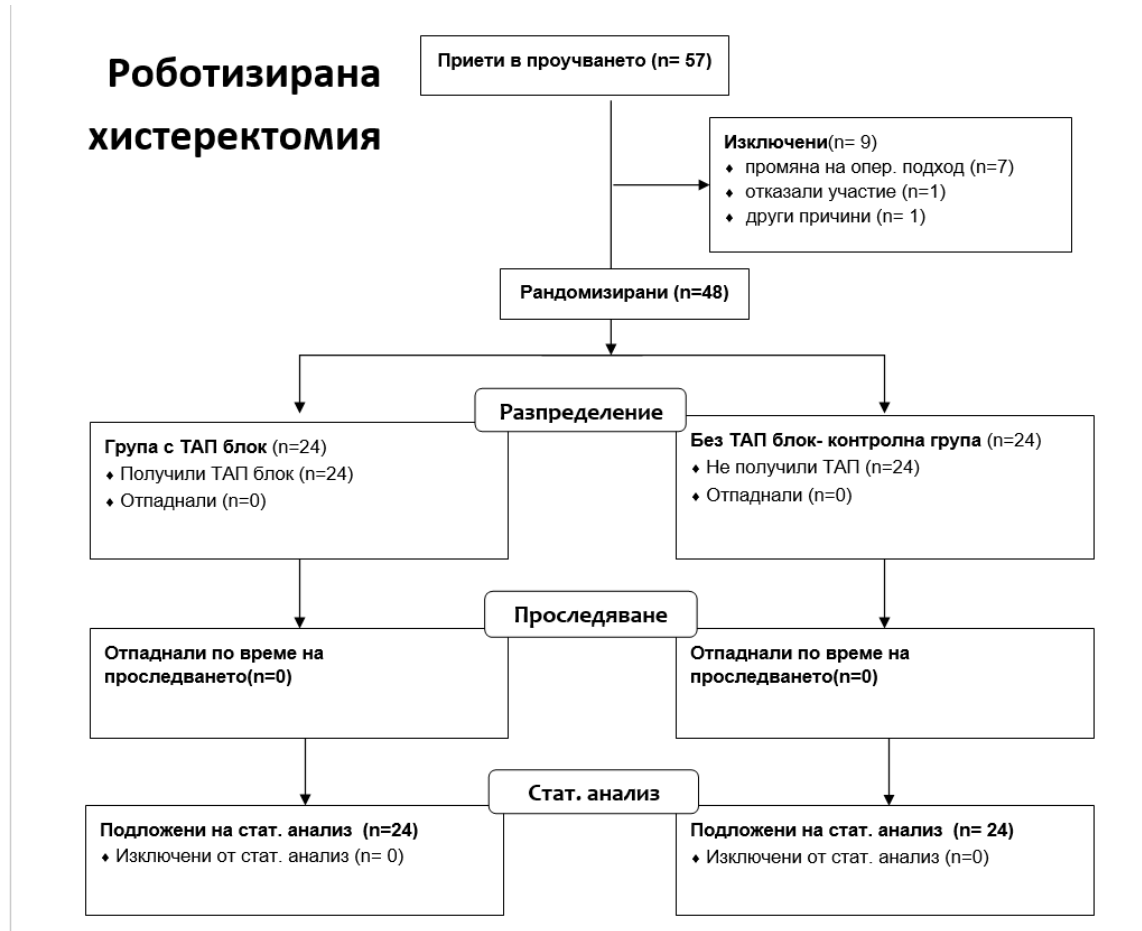 Роботизирана
хистеректомия
Приети в проучването (n= 57)
Изключени(n= 9)
♦ промяна на опер. подход (n=7)
♦ отказали участие (n=1)
♦ други причини (n= 1)
Рандомизирани (n=48)
Разпределение
Група с ТАП блок (n=24)
♦ Получили ТАП блок (n=24)
♦ Отпаднали (n=0)
Без ТАП блок- контролна група (n=24)
♦ Не получили ТАП (n=24)
♦ Отпаднали (n=0)
Проследяване
Отпаднали по време на
проследването(n=0)
Отпаднали по време на
проследването(n=0)
Стат. анализ
Подложени на стат. анализ (n=24)
♦ Изключени от стат. анализ (n= 0)
Подложени на стат. анализ (n= 24)
♦ Изключени от стат. анализ (n=0)